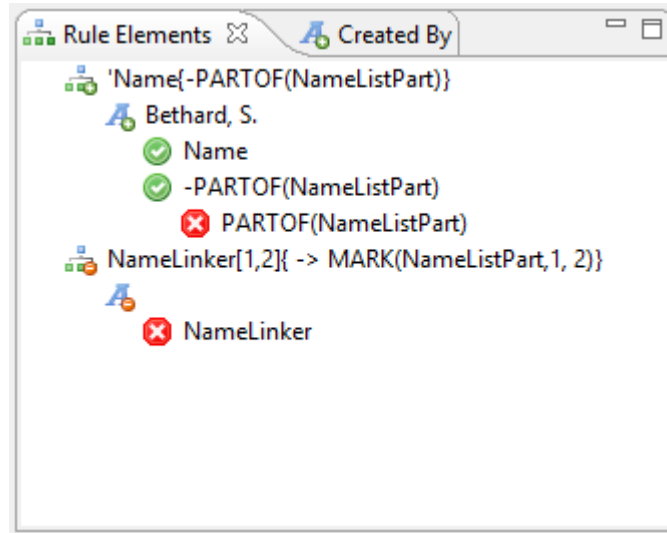 Rule Elements Created By
'Name{-PARTOF(NameListPart)}
Bethard, S.
Name
-PARTOF(NameListPart)
PARTOF(NameListPart)
NameLinker[1,2]{ -> MARK(NameListPart,1, 2)}
NameLinker